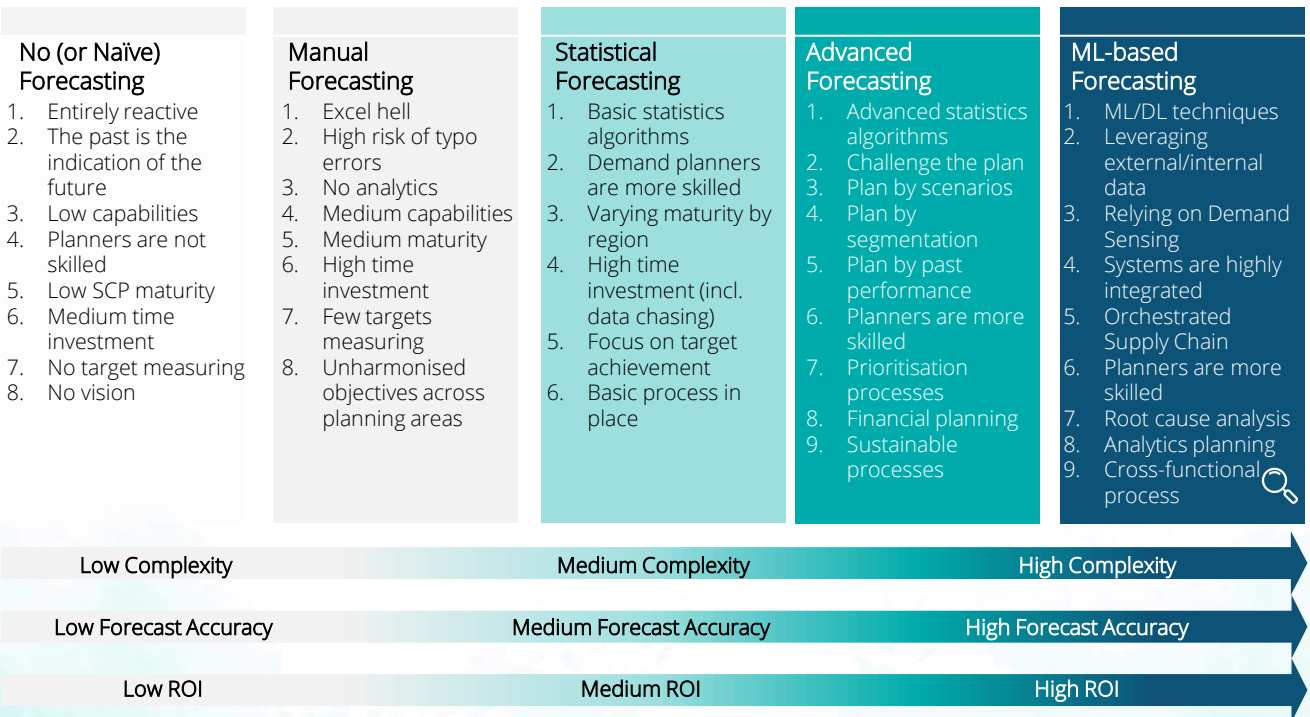 No (or Naïve)
Forecasting
1. Entirely reactive
2. The past is the
indication of the
future
3. Low capabilities
4. Planners are not
skilled
5. Low SCP maturity
6. Medium time
investment
7. No target measuring
8. No vision
Manual
Forecasting
1. Excel hell
2. High risk of typo
errors
3. No analytics
4. Medium capabilities
5. Medium maturity
6. High time
investment
7. Few targets
measuring
8. Unharmonised
objectives across
planning areas
Statistical
Forecasting
1. Basic statistics
algorithms
2. Demand planners
are more skilled
3. Varying maturity by
region
4. High time
investment (incl.
data chasing)
5. Focus on target
achievement
6. Basic process in
place
Advanced
Forecasting
1. Advanced statistics
algorithms
2. Challenge the plan
3. Plan by scenarios
4. Plan by
segmentation
5. Plan by past
performance
6. Planners are more
skilled
7. Prioritisation
processes
8. Financial planning
9. Sustainable
processes
ML-based
Forecasting
1. ML/DL techniques
2. Leveraging
external/internal
data
3. Relying on Demand
Sensing
4. Systems are highly
integrated
5. Orchestrated
Supply Chain
6. Planners are more
skilled
7. Root cause analysis
8. Analytics planning
9. Cross-functional
process
Low Complexity Medium Complexity High Complexity
Low Forecast Accuracy Medium Forecast Accuracy High Forecast Accuracy
Low ROI Medium ROI High ROI